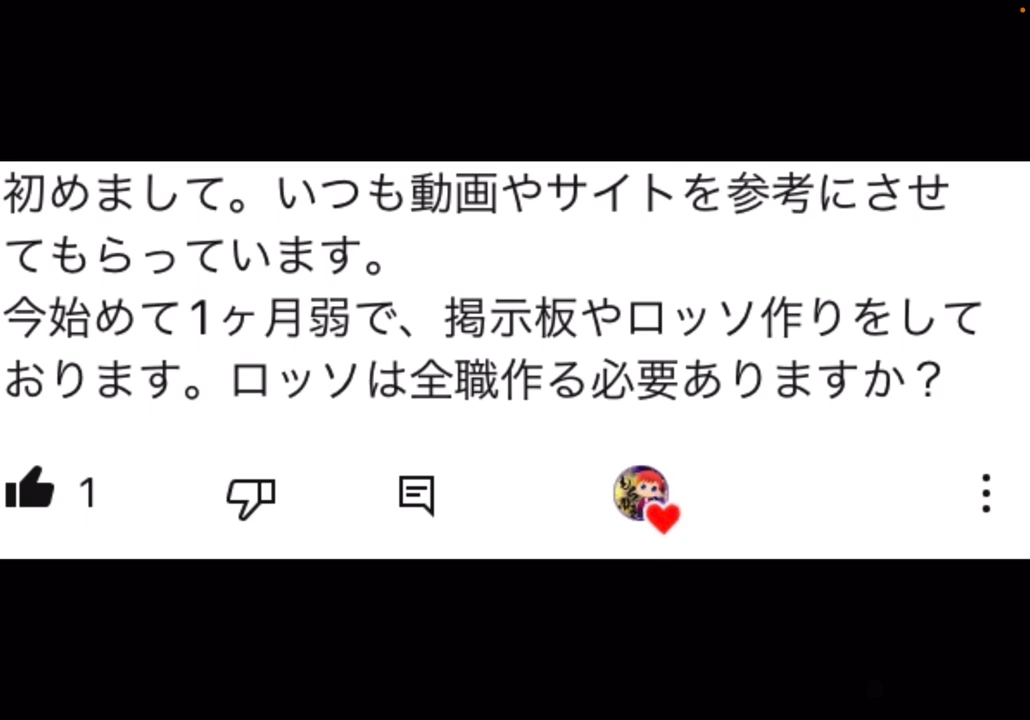 初めまして。いつも動画やサイトを参考にさせ
てもらっています。
今始めて1ヶ月弱で、掲示板やロッソ作りをして
おります。ロッソは全職作る必要ありますか？
1